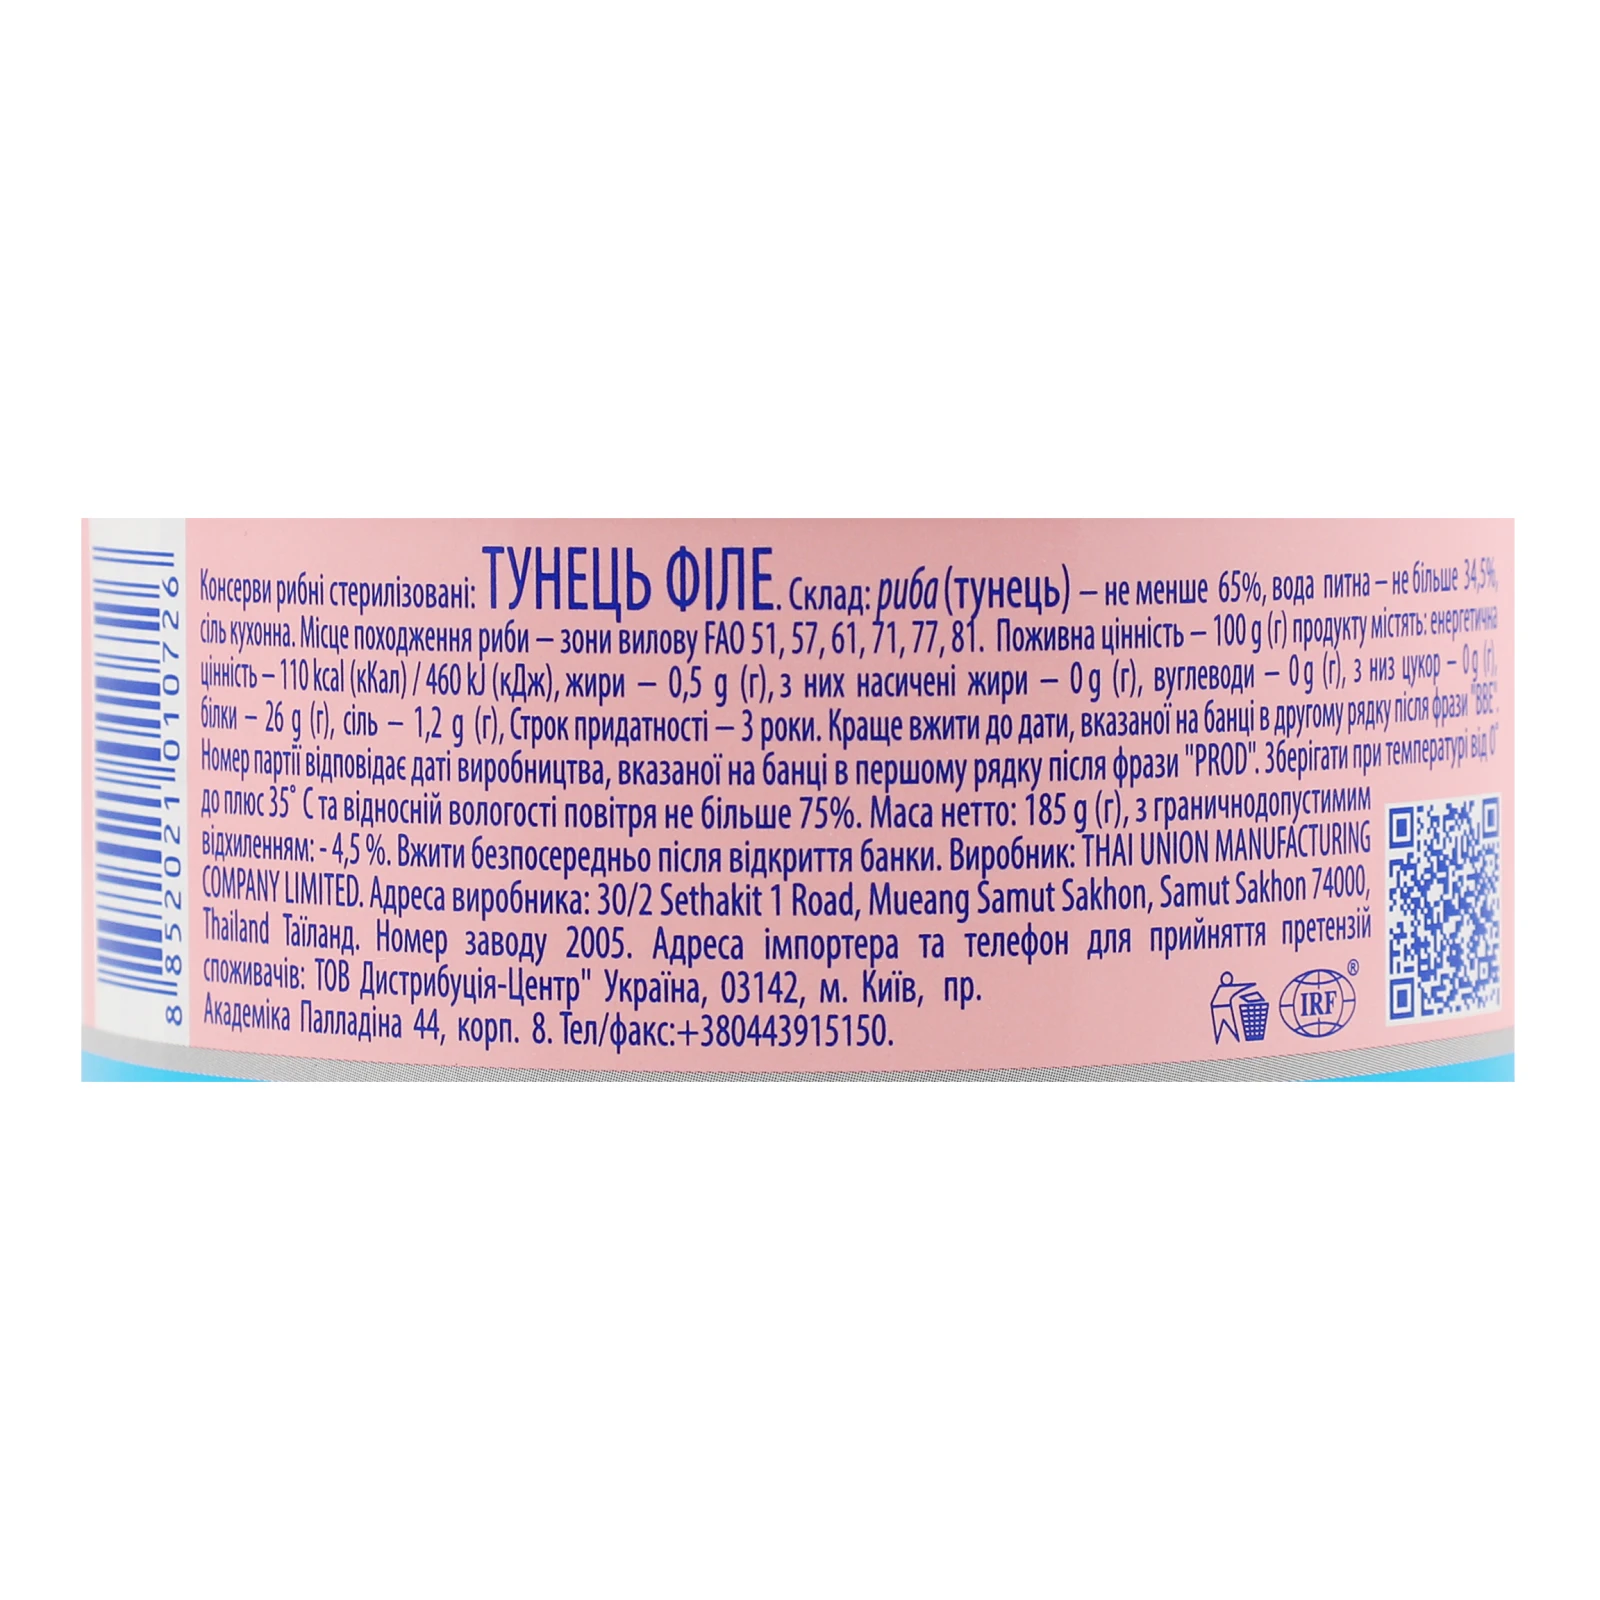 Консерви рибні стерилізовані: ТУНЕЦЬ ФІЛЕ. Склад: риба (тунець) – не менше 65%, вода питна – не більше 34,5%,
сіль кухонна. Місце походження риби – зони вилову FAO 51, 57, 61, 71, 77, 81. Поживна цінність – 100 g (г) продукту містять: енергетична
цінність – 110 kcal (кКал) / 460 kJ (кДж), жири – 0,5 g (г), з них насичені жири – 0 g (г), вуглеводи – 0 g (г), з низ цукор – 0 g (г),
білки – 26 g (г), сіль – 1,2 g (г), Строк придатності – 3 роки. Краще вжити до дати, вказаної на банці в другому рядку після фрази "BBE".
Номер партії відповідає даті виробництва, вказаної на банці в першому рядку після фрази "PROD". Зберігати при температурі від 0°
до плюс 35° С та відносній вологості повітря не більше 75%. Маса нетто: 185 g (г), з граничнодопустимим
відхиленням: - 4,5 %. Вжити безпосередньо після відкриття банки. Виробник: THAI UNION MANUFACTURING
COMPANY LIMITED. Адреса виробника: 30/2 Sethakit 1 Road, Mueang Samut Sakhon, Samut Sakhon 74000,
Thailand Таїланд. Номер заводу 2005. Адреса імпортера та телефон для прийняття претензій
споживачів: ТОВ Дистрибуція-Центр" Україна, 03142, м. Київ, пр.
Академіка Палладіна 44, корп. 8. Тел/факс:+380443915150.
IRF ®
8 852021 010726